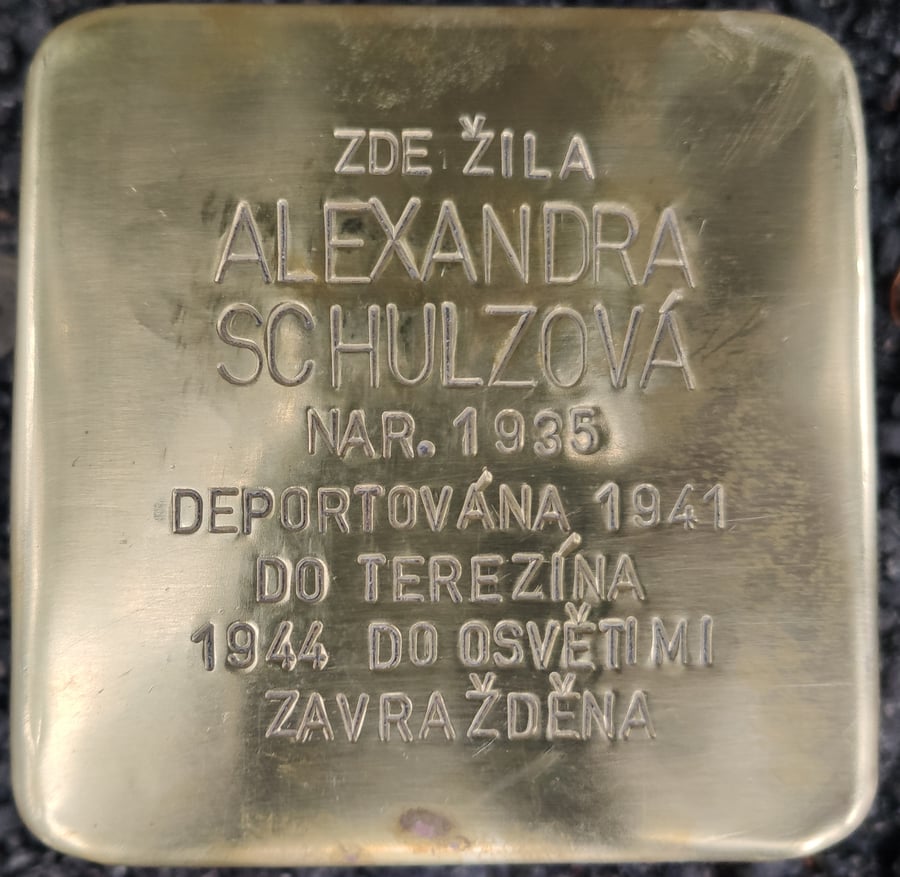 ZDE ŽILA
ALEXANDRA
SCHULZOVÁ
NAR. 1935
DEPORTOVÁNA 1941
DO TEREZÍNA
1944 DO OSVĚTIMI
ZAVRAŽDĚNA